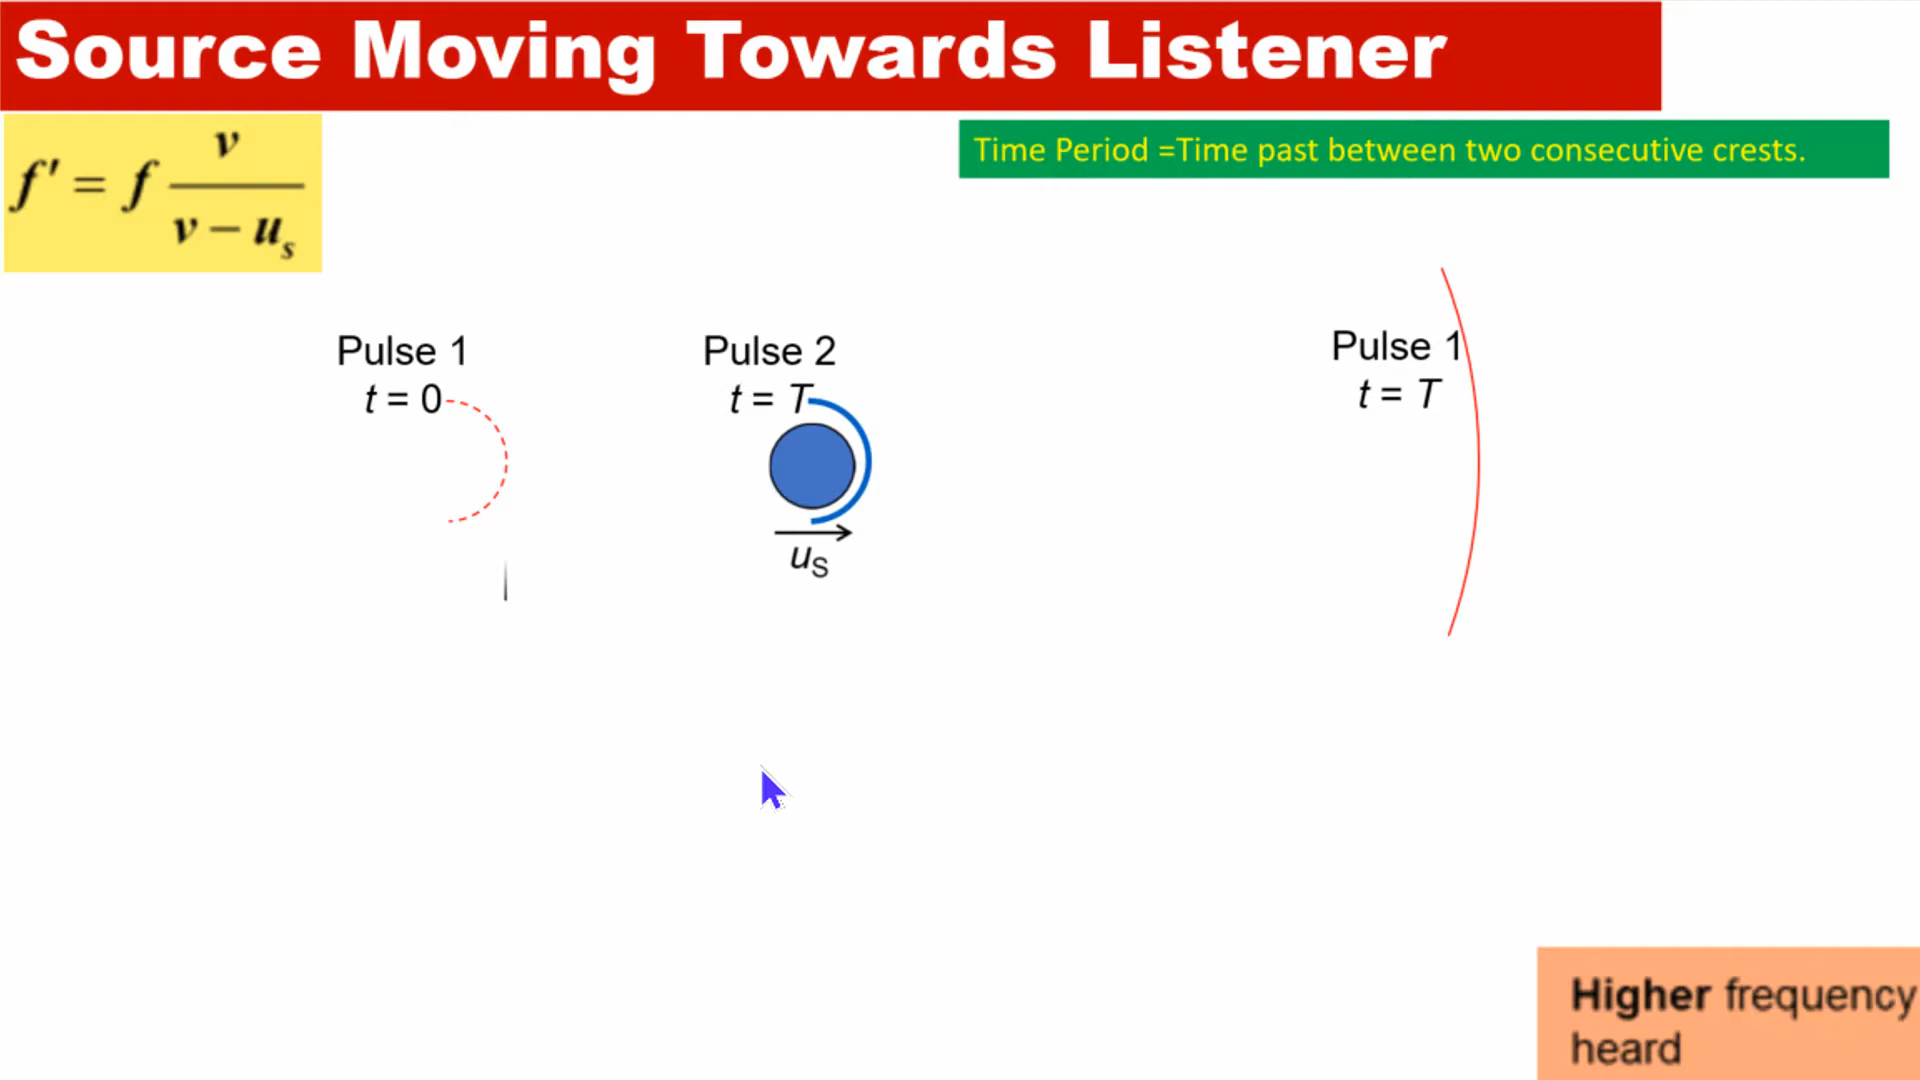 Source Moving Towards Listener
f′ = f v / (v − uₛ)
Time Period =Time past between two consecutive crests.
Pulse 1
t = 0
Pulse 2
t = T
uS
Pulse 1
t = T
Higher frequency
heard